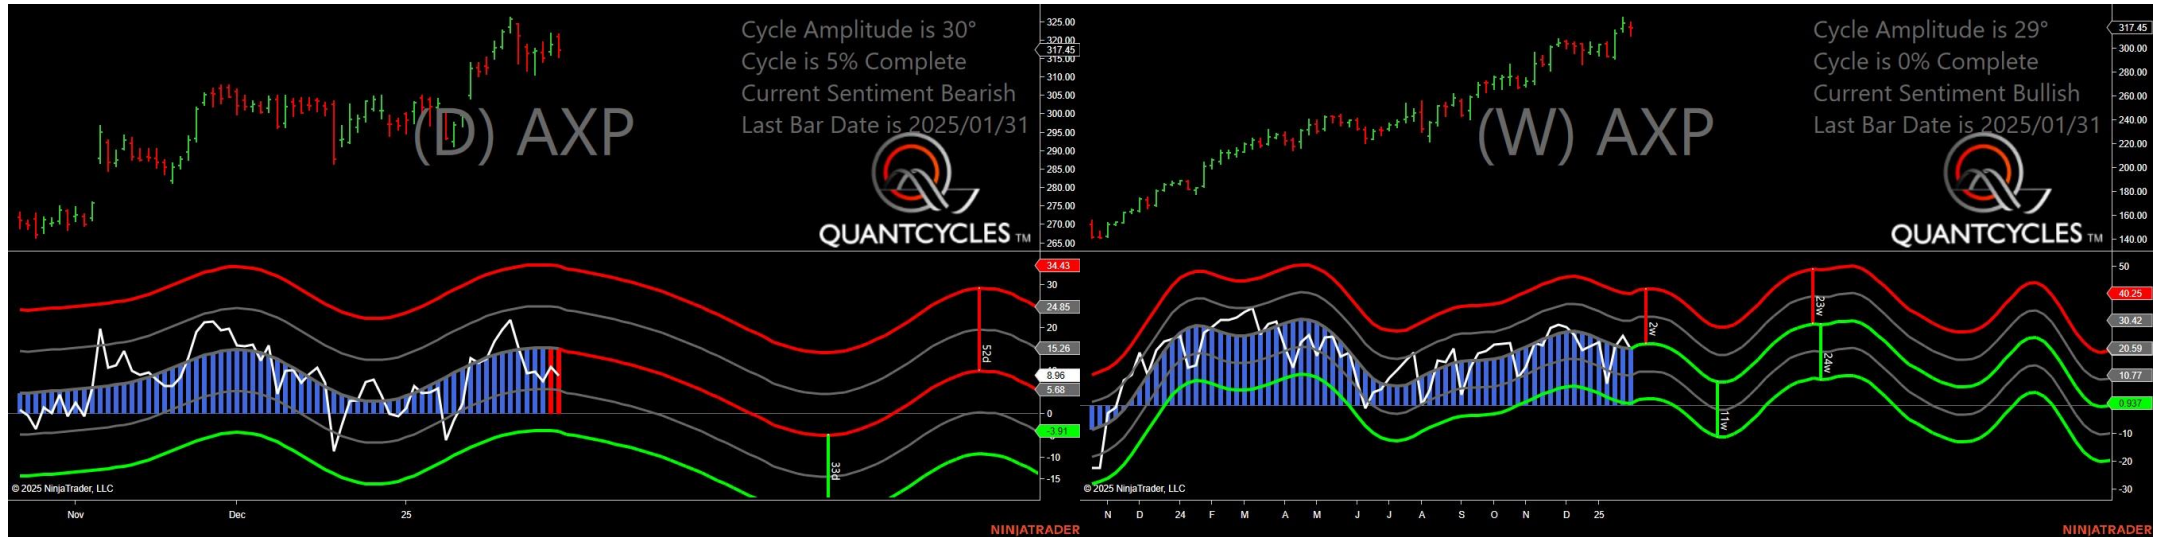 Cycle Amplitude is 30°
Cycle is 5% Complete
Current Sentiment Bearish
Last Bar Date is 2025/01/31
(D) AXP
QUANTCYCLES TM
325.00
320.00
317.45
315.00
310.00
305.00
300.00
295.00
290.00
285.00
280.00
275.00
270.00
265.00
34.43
30
24.85
20
15.26
8.96
5.68
0
-3.91
-10
-15
52d
33d
© 2025 NinjaTrader, LLC
Nov Dec 25
NINJATRADER
Cycle Amplitude is 29°
Cycle is 0% Complete
Current Sentiment Bullish
Last Bar Date is 2025/01/31
(W) AXP
QUANTCYCLES TM
317.45
300.00
280.00
260.00
240.00
220.00
200.00
180.00
160.00
140.00
50
40.25
30.42
20.59
10.77
0.937
-10
-20
-30
2w
23w
24w
11w
© 2025 NinjaTrader, LLC
N D 24 F M A M J J A S O N D 25
NINJATRADER